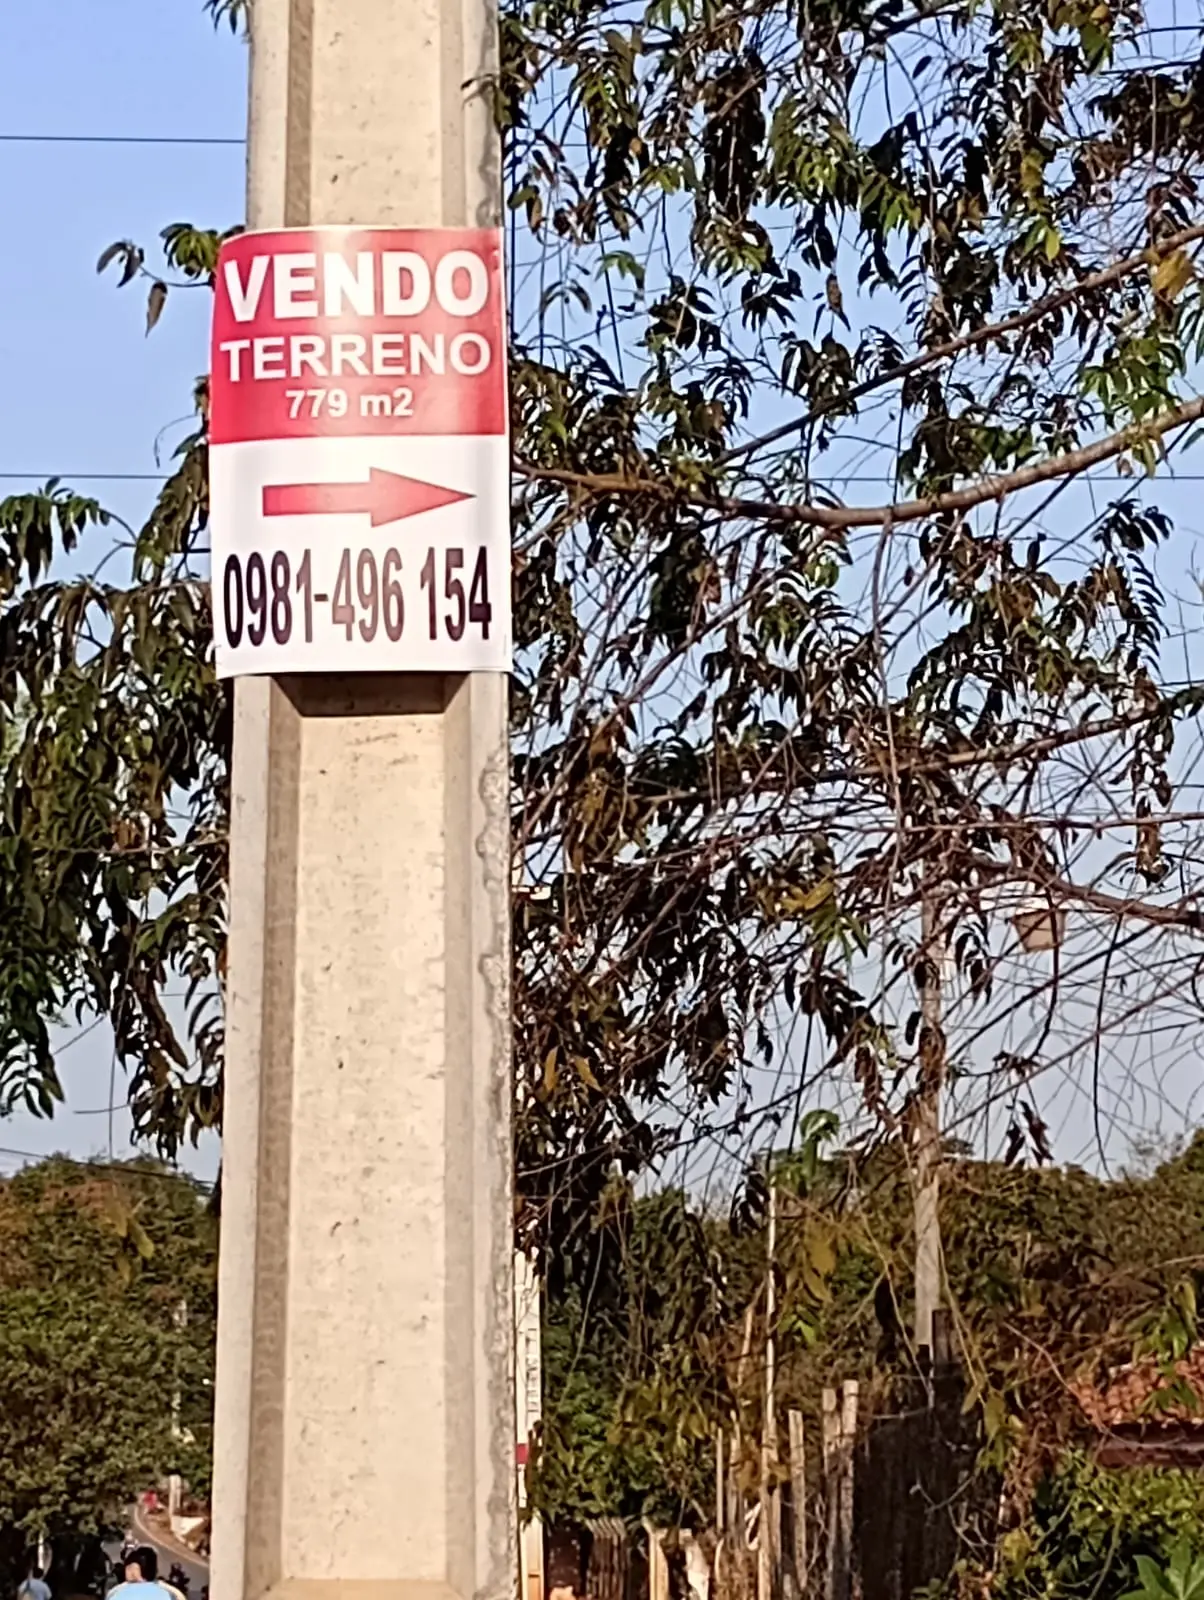 VENDO
TERRENO
779 m2
0981-496 154